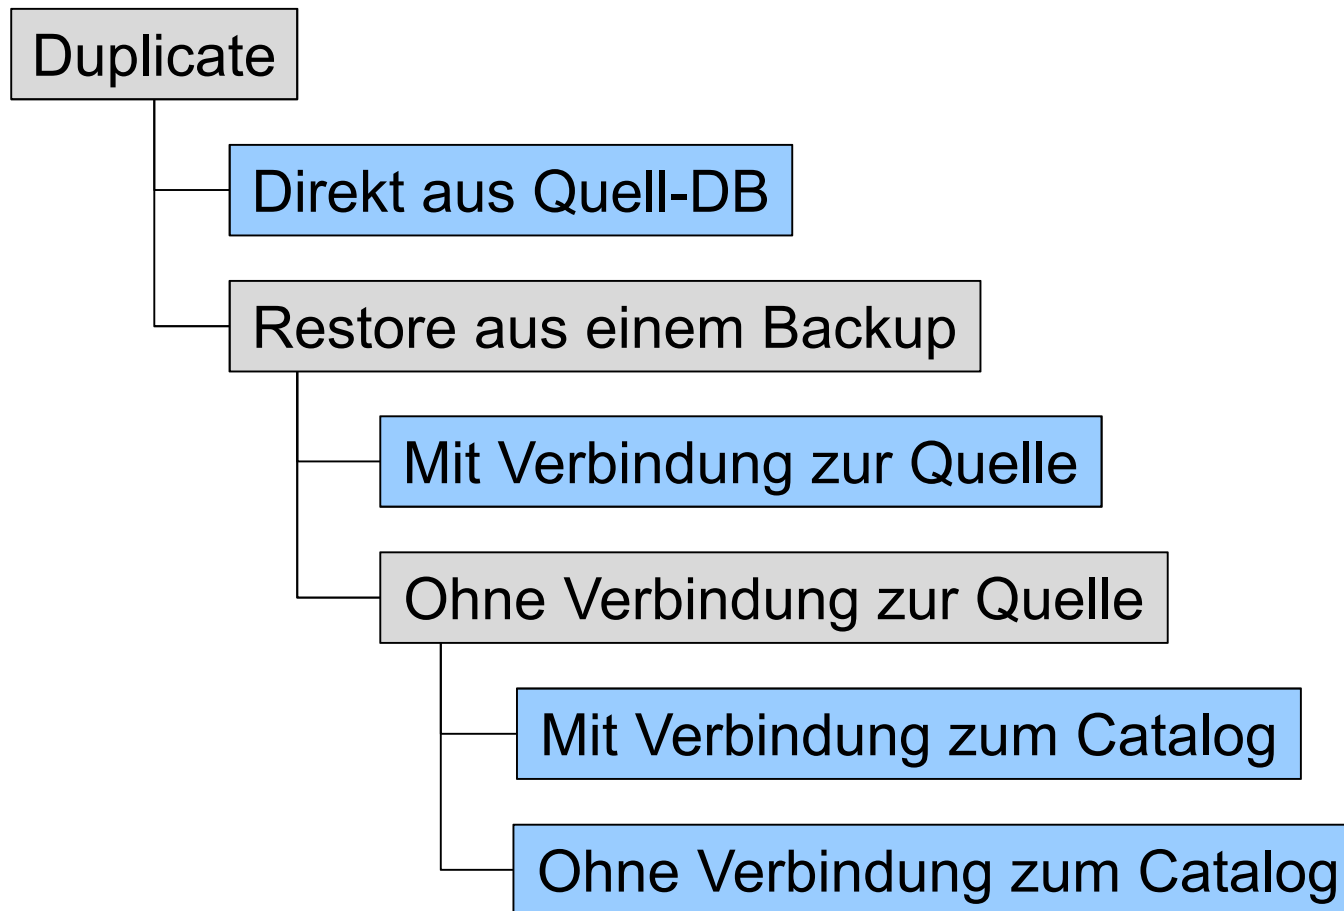 Duplicate
Direkt aus Quell-DB
Restore aus einem Backup
Mit Verbindung zur Quelle
Ohne Verbindung zur Quelle
Mit Verbindung zum Catalog
Ohne Verbindung zum Catalog